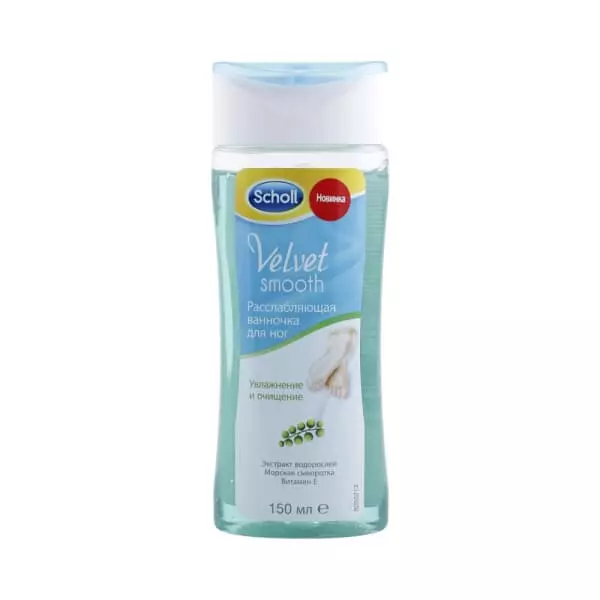 Scholl
Новинка
Velvet
smooth
Расслабляющая
ванночка
для ног
Увлажнение
и очищение
Экстракт водорослей
Морская сыворотка
Витамин Е
150 мл ℮